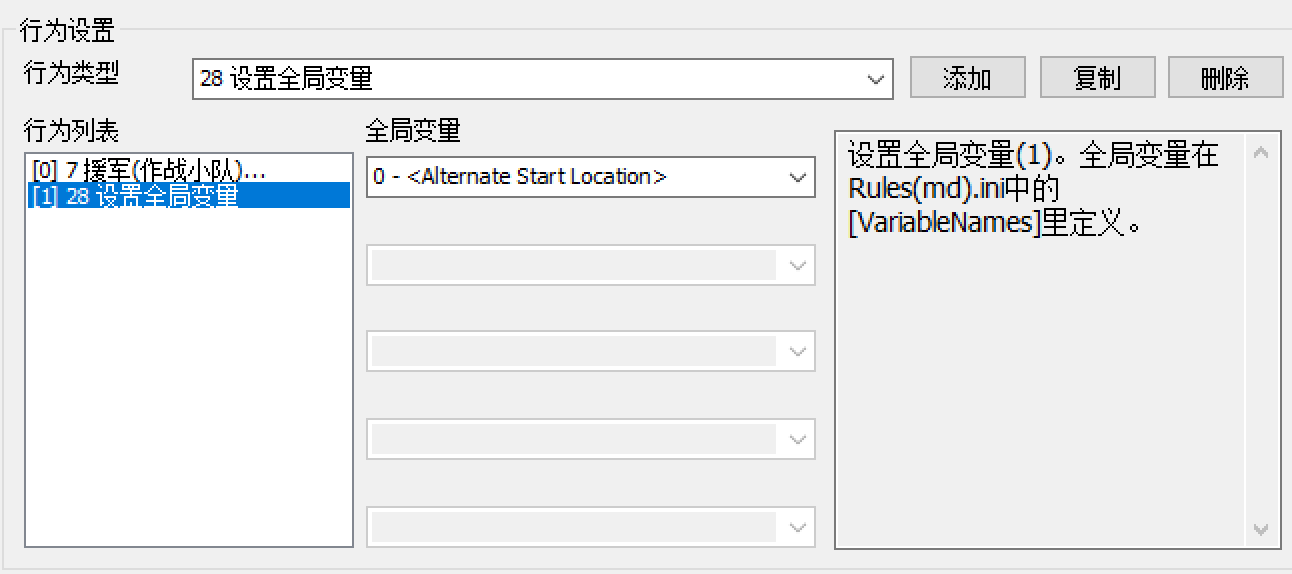 行为设置
行为类型
28 设置全局变量
添加
复制
删除
行为列表
全局变量
[0] 7 援军(作战小队)...
[1] 28 设置全局变量
0 - <Alternate Start Location>
设置全局变量(1)。全局变量在
Rules(md).ini中的
[VariableNames]里定义。